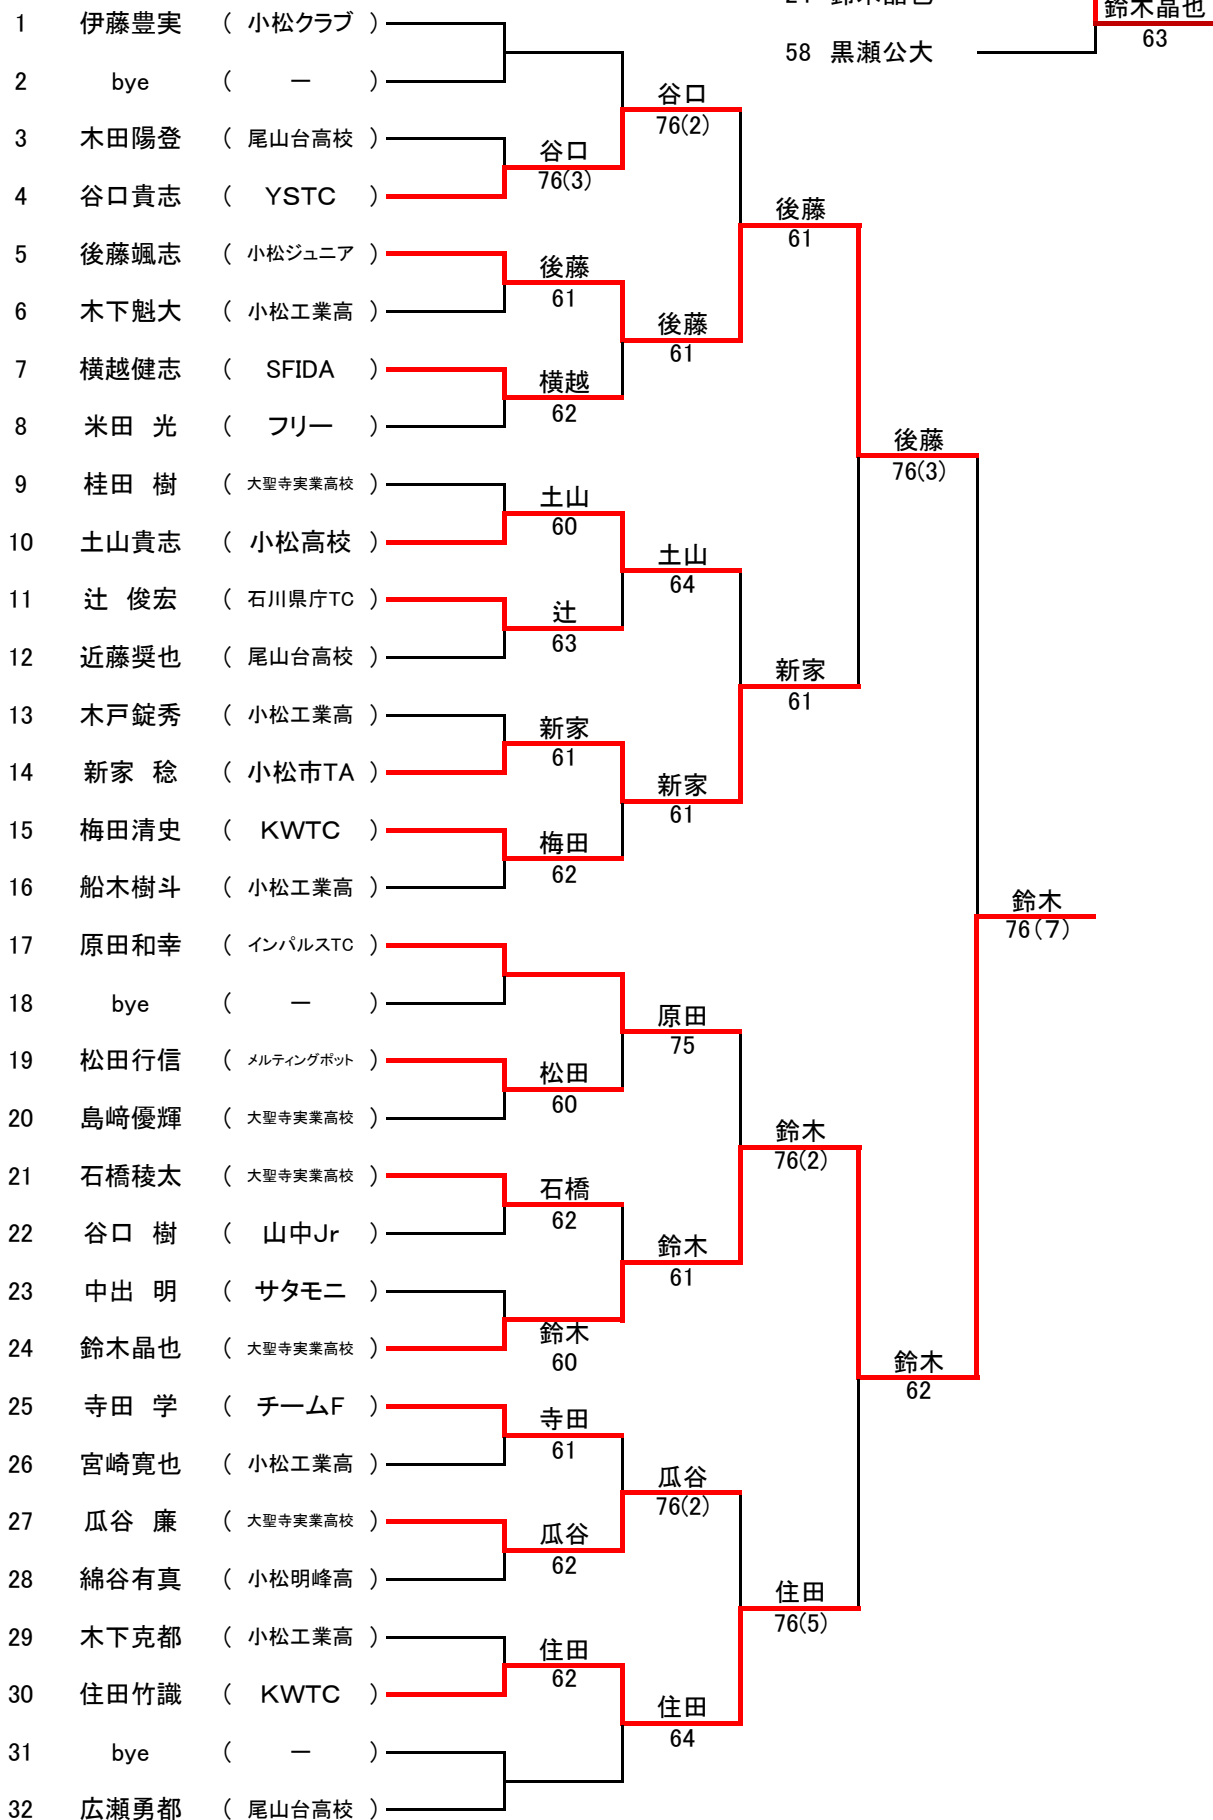 24 鈴木晶也
鈴木晶也
63
58 黒瀬公大
1 伊藤豊実 ( 小松クラブ )
2 bye ( ー )
3 木田陽登 ( 尾山台高校 )
4 谷口貴志 ( YSTC )
5 後藤颯志 ( 小松ジュニア )
6 木下魁大 ( 小松工業高 )
7 横越健志 ( SFIDA )
8 米田 光 ( フリー )
9 桂田 樹 ( 大聖寺実業高校 )
10 土山貴志 ( 小松高校 )
11 辻 俊宏 ( 石川県庁TC )
12 近藤奨也 ( 尾山台高校 )
13 木戸錠秀 ( 小松工業高 )
14 新家 稔 ( 小松市TA )
15 梅田清史 ( KWTC )
16 船木樹斗 ( 小松工業高 )
17 原田和幸 ( インパルスTC )
18 bye ( ー )
19 松田行信 ( メルティングポット )
20 島﨑優輝 ( 大聖寺実業高校 )
21 石橋稜太 ( 大聖寺実業高校 )
22 谷口 樹 ( 山中Jr )
23 中出 明 ( サタモニ )
24 鈴木晶也 ( 大聖寺実業高校 )
25 寺田 学 ( チームF )
26 宮崎寛也 ( 小松工業高 )
27 瓜谷 廉 ( 大聖寺実業高校 )
28 綿谷有真 ( 小松明峰高 )
29 木下克都 ( 小松工業高 )
30 住田竹識 ( KWTC )
31 bye ( ー )
32 広瀬勇都 ( 尾山台高校 )
谷口
76(3)
後藤
61
横越
62
土山
60
辻
63
新家
61
梅田
62
松田
60
石橋
62
鈴木
60
寺田
61
瓜谷
62
住田
62
谷口
76(2)
後藤
61
土山
64
新家
61
原田
75
鈴木
61
瓜谷
76(2)
住田
64
後藤
61
新家
61
鈴木
76(2)
住田
76(5)
後藤
76(3)
鈴木
62
鈴木
76(7)